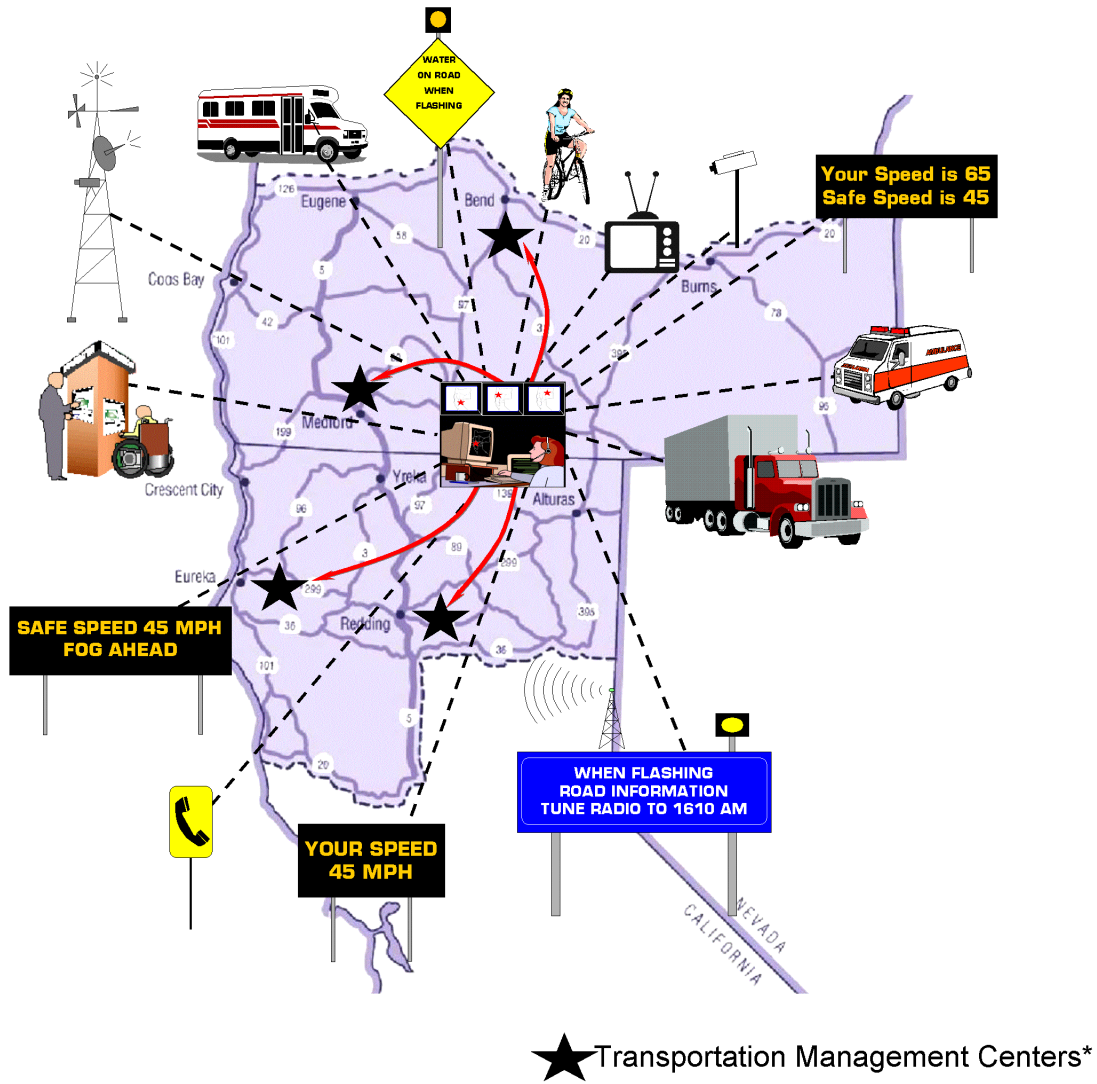 WATER
ON ROAD
WHEN
FLASHING
Your Speed is 65
Safe Speed is 45
126
Eugene
Bend
58
20
20
Coos Bay
5
Burns
97
42
78
101
31
395
AMBULANCE
95
Medford
199
Crescent City
Yreka
139
Alturas
96
97
3
89
299
Eureka
299
SAFE SPEED 45 MPH
FOG AHEAD
36
Redding
395
36
101
5
20
WHEN FLASHING
ROAD INFORMATION
TUNE RADIO TO 1610 AM
YOUR SPEED
45 MPH
NEVADA
CALIFORNIA
Transportation Management Centers*